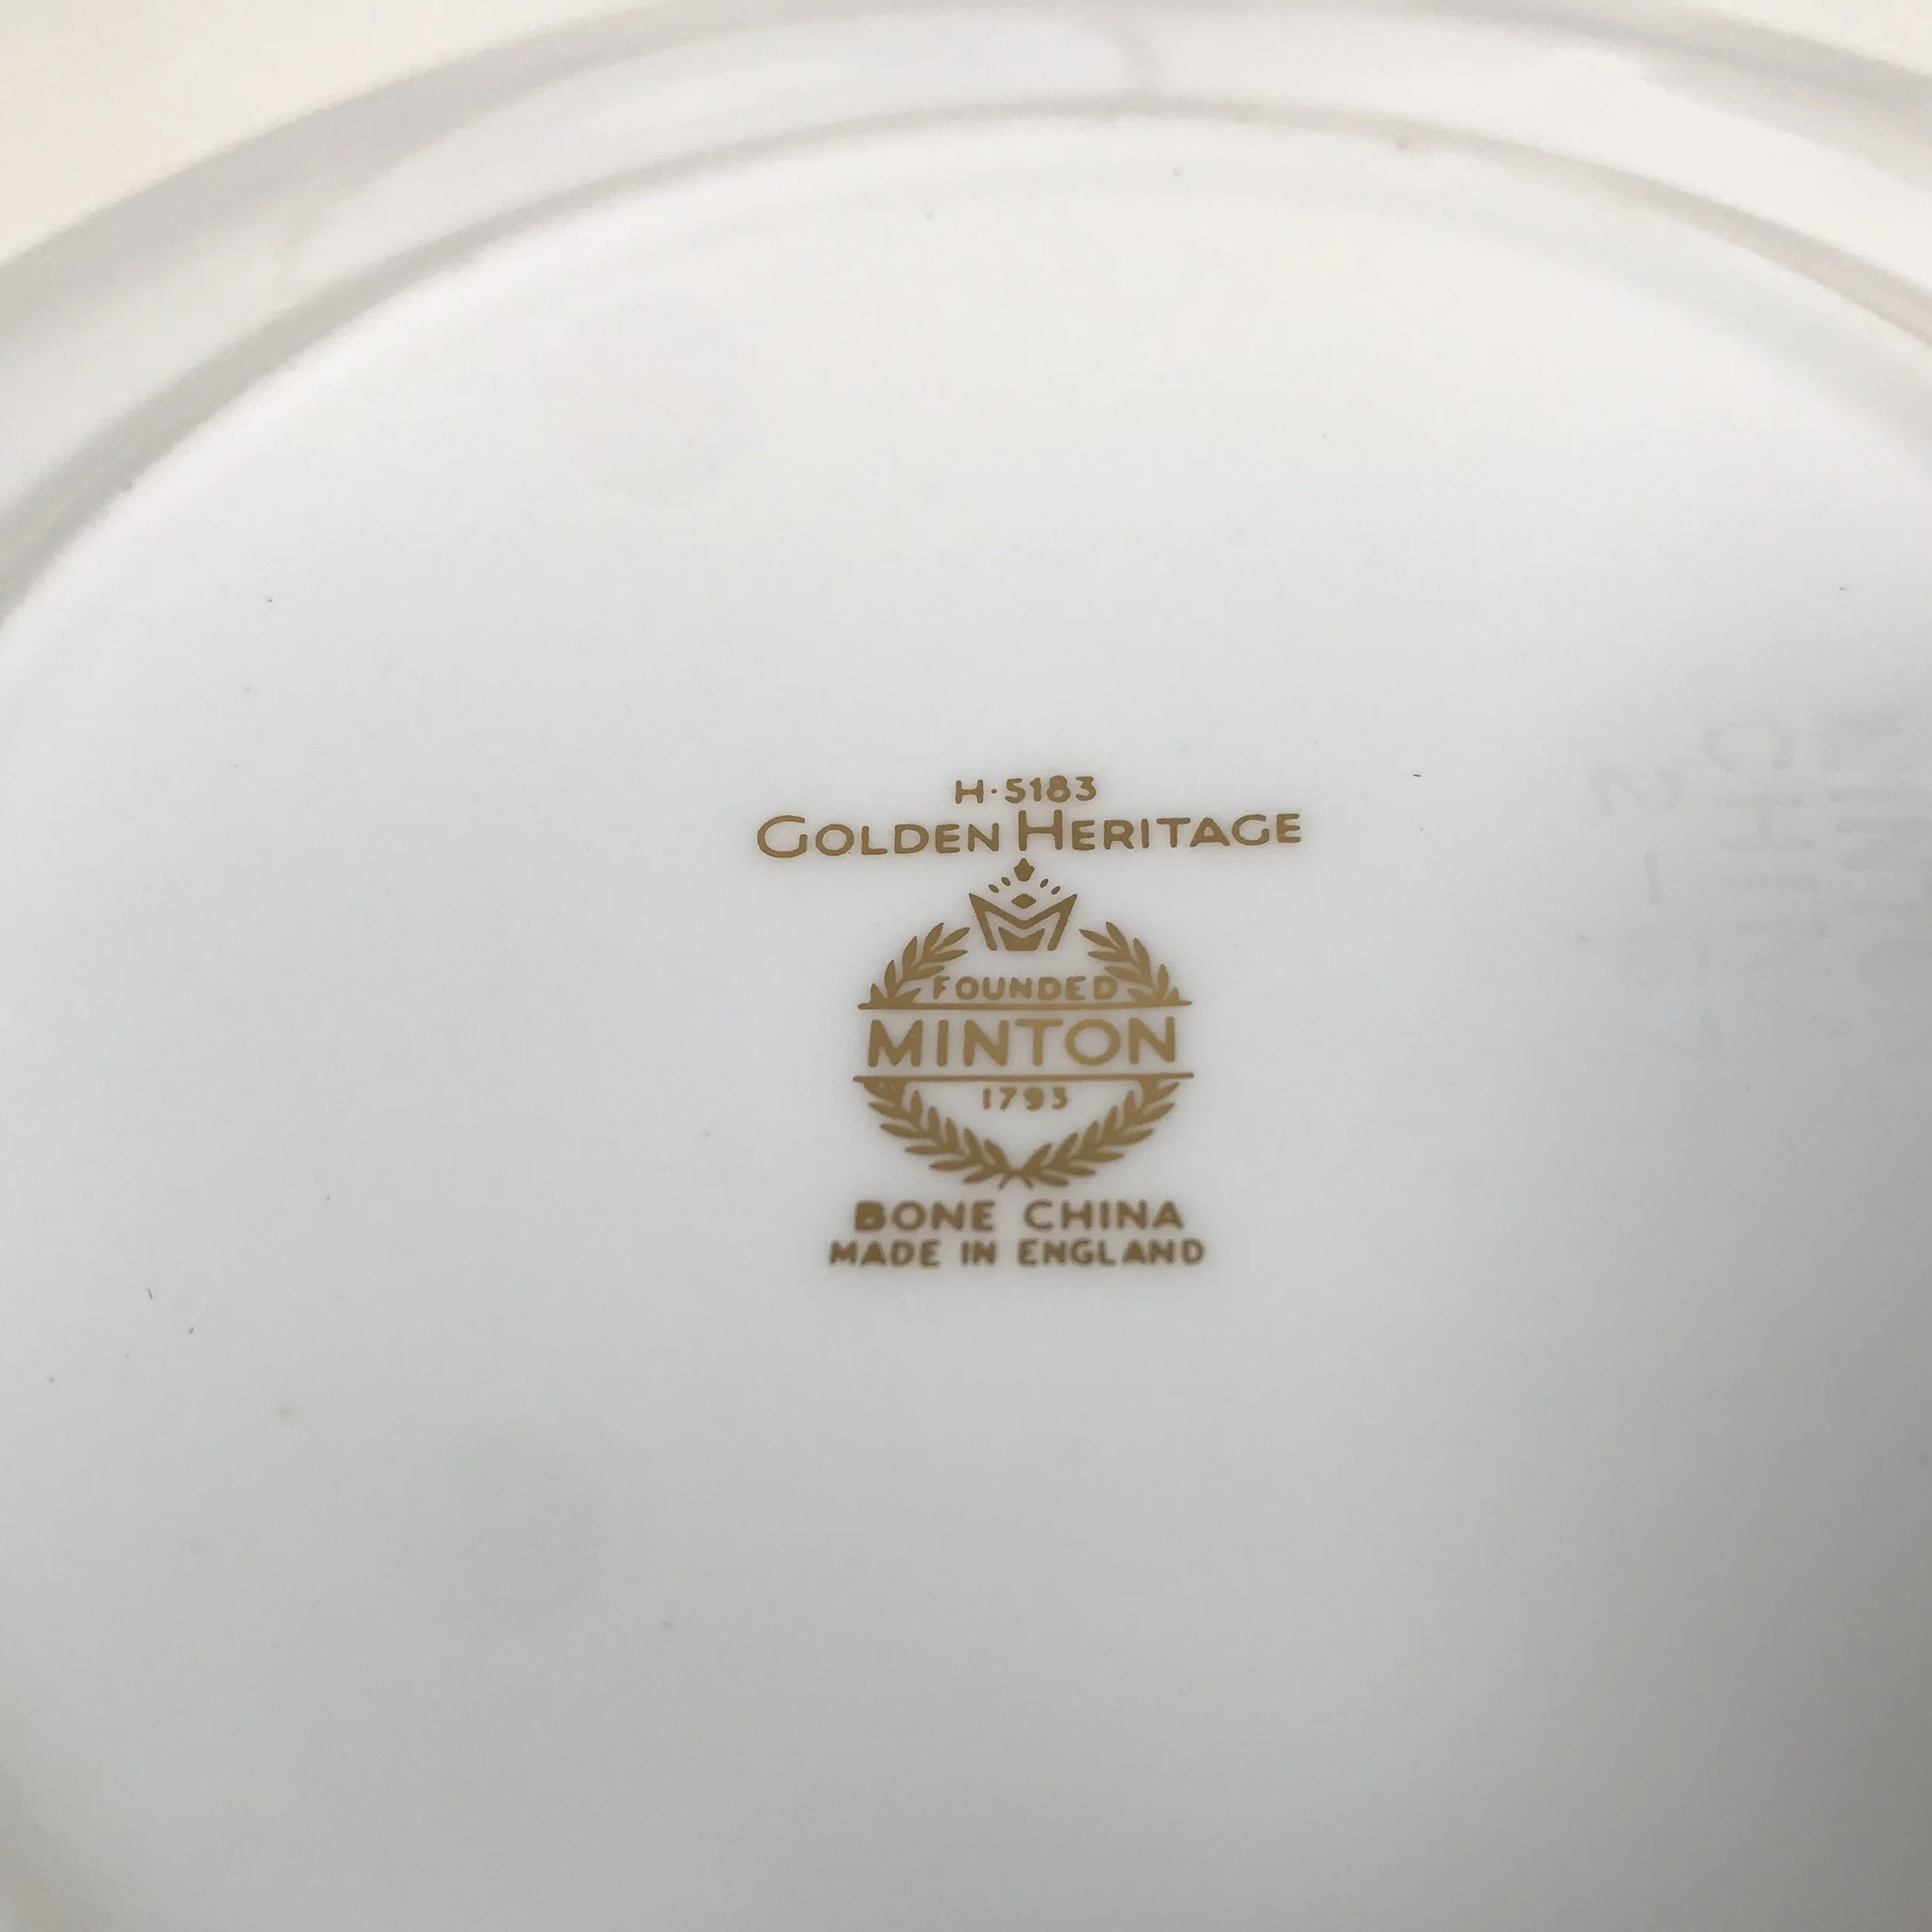 H·5183
GOLDEN HERITAGE
FOUNDED
MINTON
1793
BONE CHINA
MADE IN ENGLAND